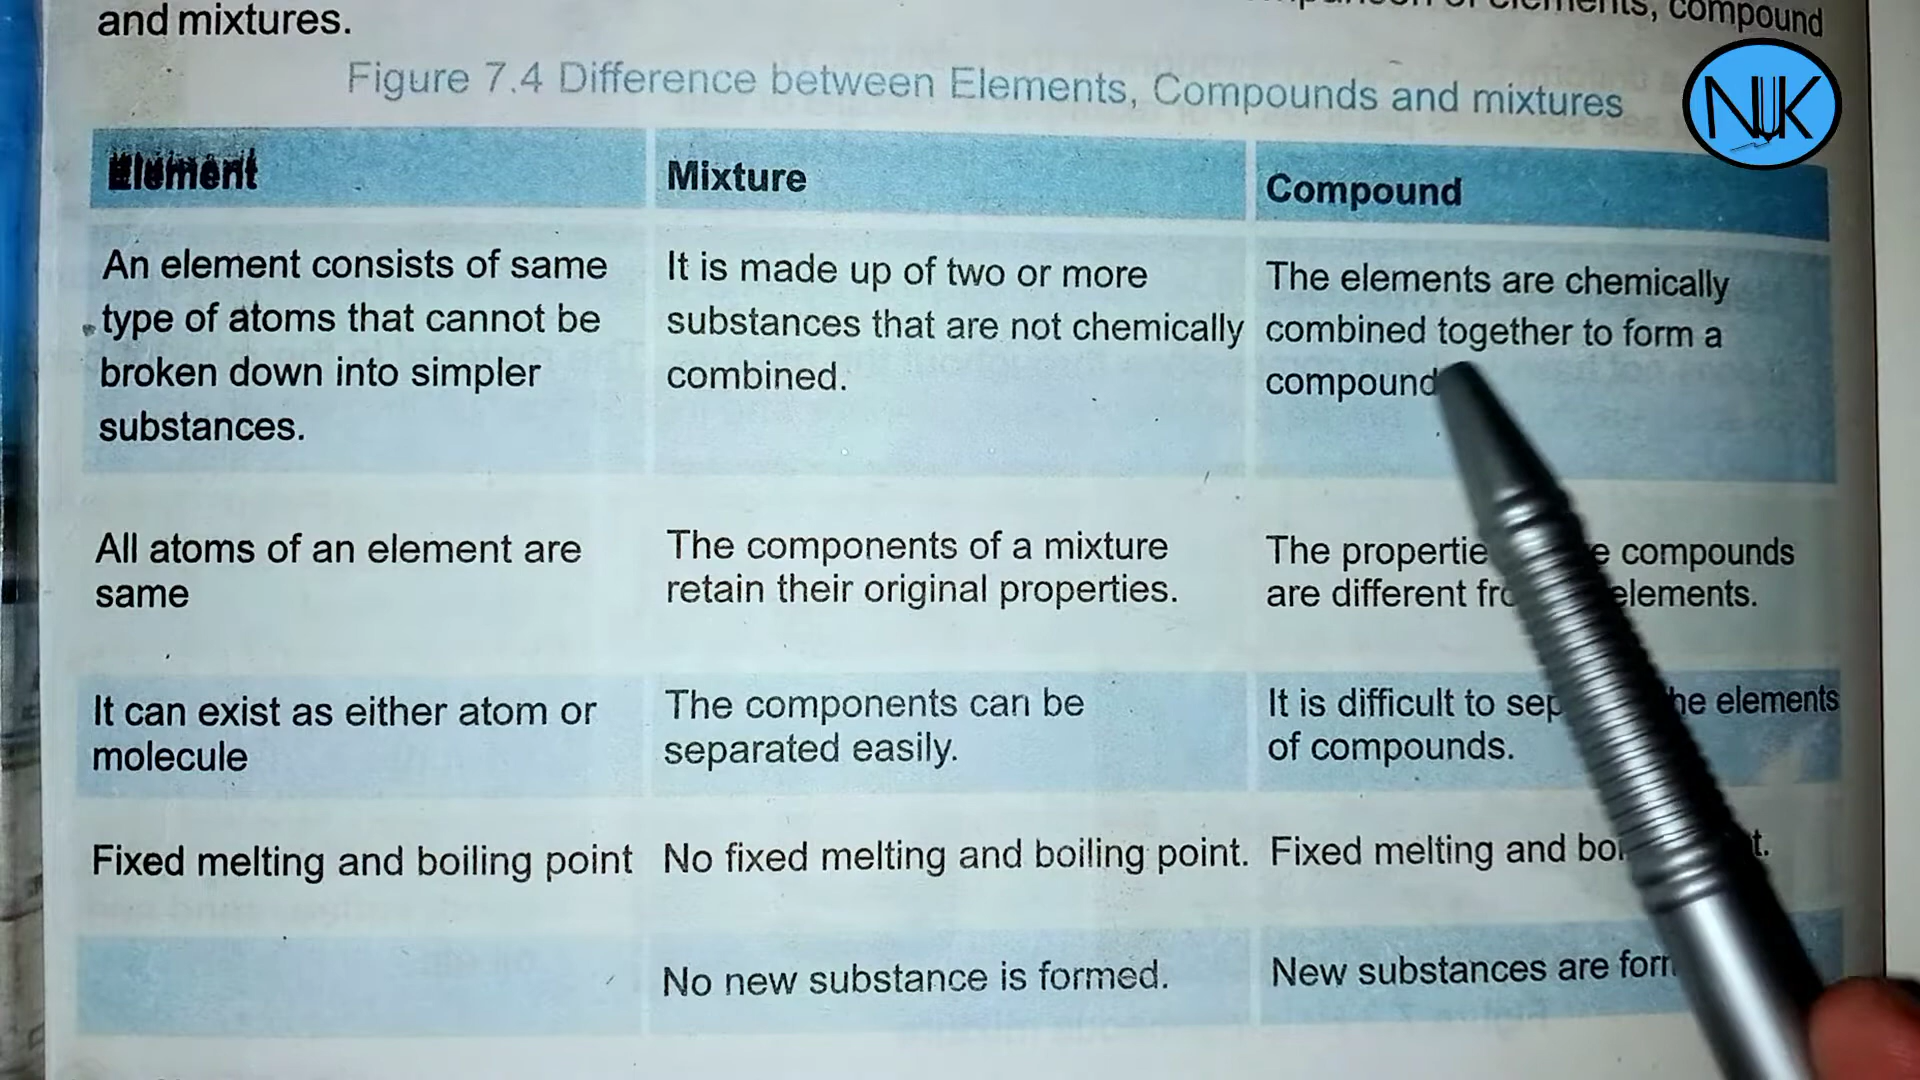 and mixtures.
elements, compound
Figure 7.4 Difference between Elements, Compounds and mixtures
NUK
Element
Mixture
Compound
An element consists of same
type of atoms that cannot be
broken down into simpler
substances.
It is made up of two or more
substances that are not chemically
combined.
The elements are chemically
combined together to form a
compound
All atoms of an element are
same
The components of a mixture
retain their original properties.
The compounds
are different elements.
It can exist as either atom or
molecule
The components can be
separated easily.
It is difficult to elements
of compounds.
Fixed melting and boiling point
No fixed melting and boiling point.
Fixed melting and
No new substance is formed.
New substances are